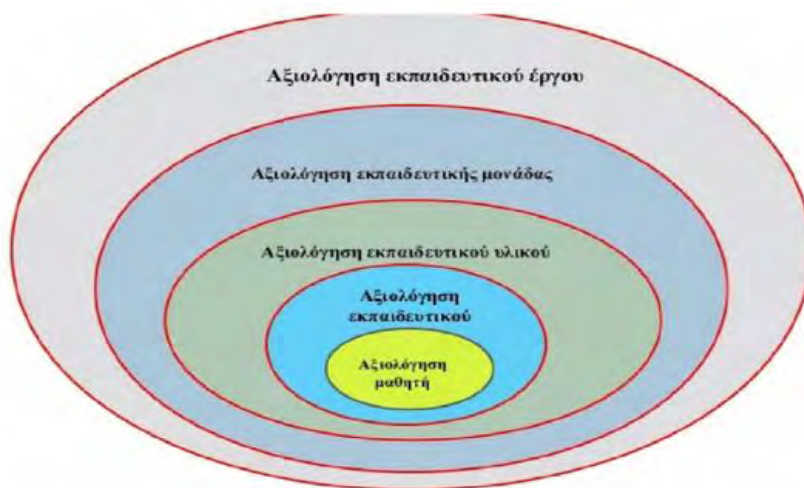 Αξιολόγηση εκπαιδευτικού έργου
Αξιολόγηση εκπαιδευτικής μονάδας
Αξιολόγηση εκπαιδευτικού υλικού
Αξιολόγηση
εκπαιδευτικού
Αξιολόγηση
μαθητή